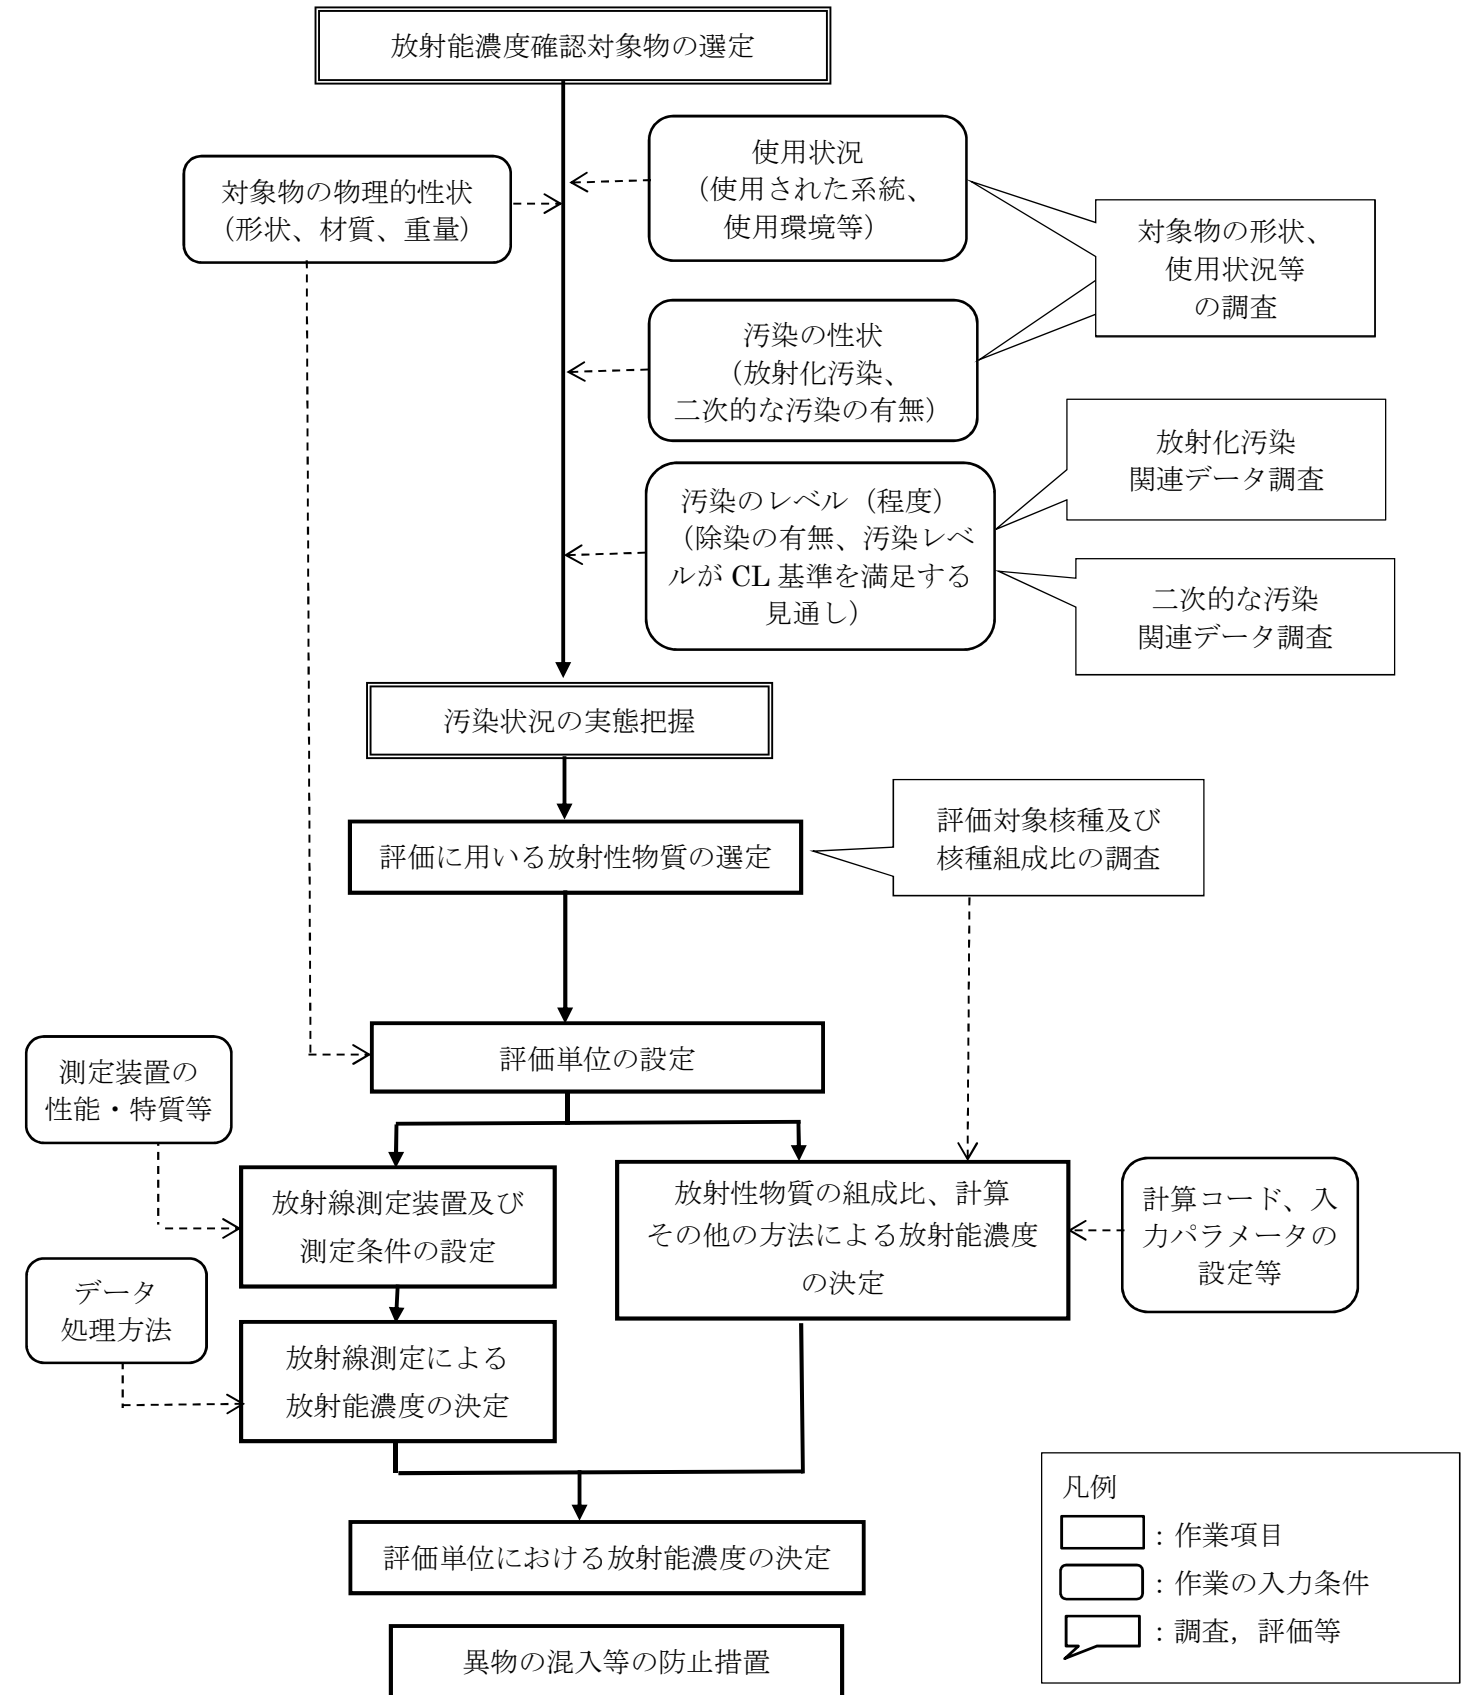 放射能濃度確認対象物の選定
使用状況
（使用された系統、
使用環境等）
対象物の物理的性状
（形状、材質、重量）
対象物の形状、
使用状況等
の調査
汚染の性状
（放射化汚染、
二次的な汚染の有無）
放射化汚染
関連データ調査
汚染のレベル（程度）
（除染の有無、汚染レベ
ルが CL 基準を満足する
見通し）
二次的な汚染
関連データ調査
汚染状況の実態把握
評価に用いる放射性物質の選定
評価対象核種及び
核種組成比の調査
評価単位の設定
測定装置の
性能・特質等
放射線測定装置及び
測定条件の設定
放射性物質の組成比、計算
その他の方法による放射能濃度
の決定
計算コード、入
力パラメータの
設定等
データ
処理方法
放射線測定による
放射能濃度の決定
評価単位における放射能濃度の決定
異物の混入等の防止措置
凡例
：作業項目
：作業の入力条件
：調査，評価等